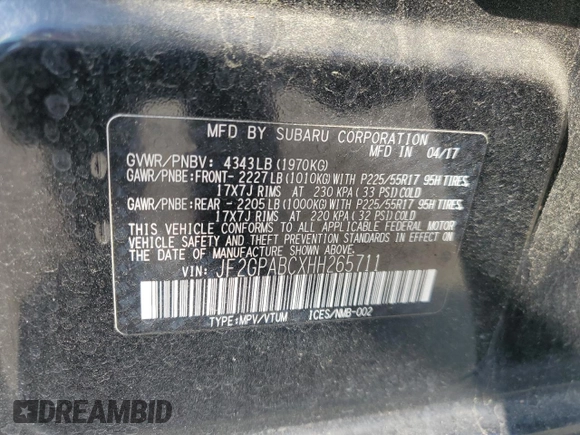 MFD BY SUBARU CORPORATION
MFD IN 04/17
GVWR/PNBV: 4343LB(1970KG)
GAWR/PNBE:FRONT- 2227LB(1010KG)WITH P225/55R17 95H TIRES,
17X7J RIMS AT 230 KPA (33 PSI)COLD
GAWR/PNBE:REAR - 2205LB(1000KG)WITH P225/55R17 95H TIRES,
17X7J RIMS AT 220 KPA (32 PSI)COLD
THIS VEHICLE CONFORMS TO ALL APPLICABLE FEDERAL MOTOR
VEHICLE SAFETY AND BUMPER STANDARDS IN EFFECT ON
THE DATE OF MANUFACTURE SHOWN ABOVE.
VIN: JF2GPABCXHH265711
TYPE:MPV/VTUM ICES/NMB-002
DREAMBID